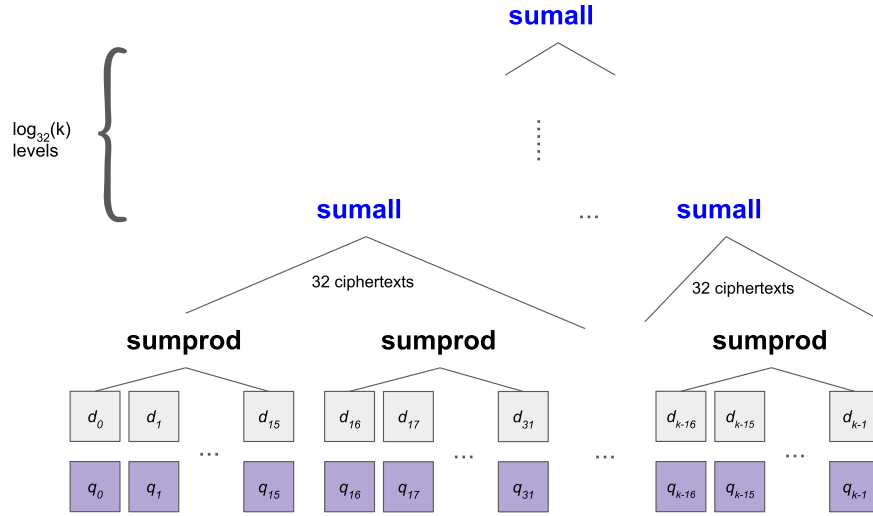 sumall
log₃₂(k)
levels
sumall ... sumall
32 ciphertexts
32 ciphertexts
sumprod sumprod sumprod
d₀ d₁ ... d₁₅ d₁₆ d₁₇ ... d₃₁ ... dₖ₋₁₆ dₖ₋₁₅ ... dₖ₋₁
q₀ q₁ q₁₅ q₁₆ q₁₇ q₃₁ qₖ₋₁₆ qₖ₋₁₅ qₖ₋₁